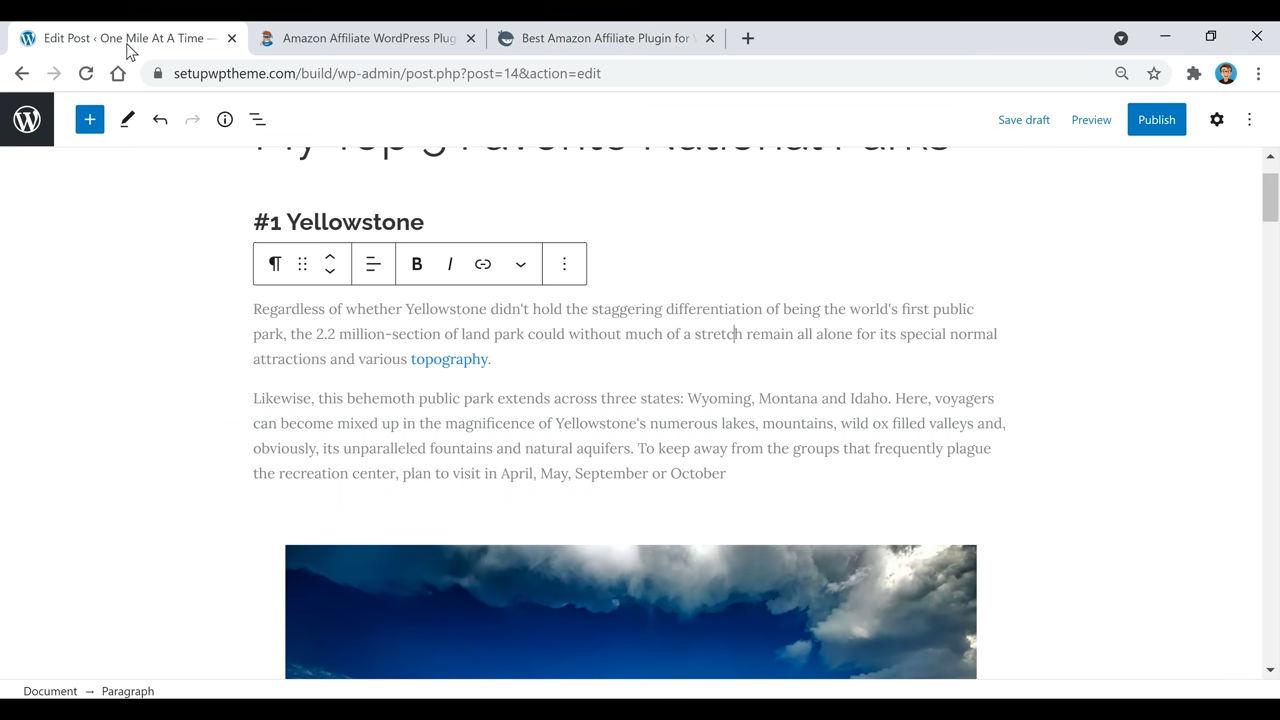 Edit Post ‹ One Mile At A Time —
Amazon Affiliate WordPress Plug
Best Amazon Affiliate Plugin for
setupwptheme.com/build/wp-admin/post.php?post=14&action=edit
Save draft
Preview
Publish
My Top 5 Favorite National Parks
#1 Yellowstone
B I
Regardless of whether Yellowstone didn't hold the staggering differentiation of being the world's first public
park, the 2.2 million-section of land park could without much of a stretch remain all alone for its special normal
attractions and various topography.
Likewise, this behemoth public park extends across three states: Wyoming, Montana and Idaho. Here, voyagers
can become mixed up in the magnificence of Yellowstone's numerous lakes, mountains, wild ox filled valleys and,
obviously, its unparalleled fountains and natural aquifers. To keep away from the groups that frequently plague
the recreation center, plan to visit in April, May, September or October
Document → Paragraph